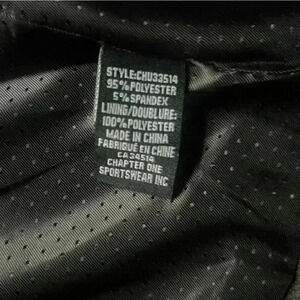 STYLE:CHU33514
95%POLYESTER
5%SPANDEX
LINING/DOUBLURE:
100%POLYESTER
MADE IN CHINA
FABRIQUÉ EN CHINE
CA34514
CHAPTER ONE
SPORTSWEAR INC